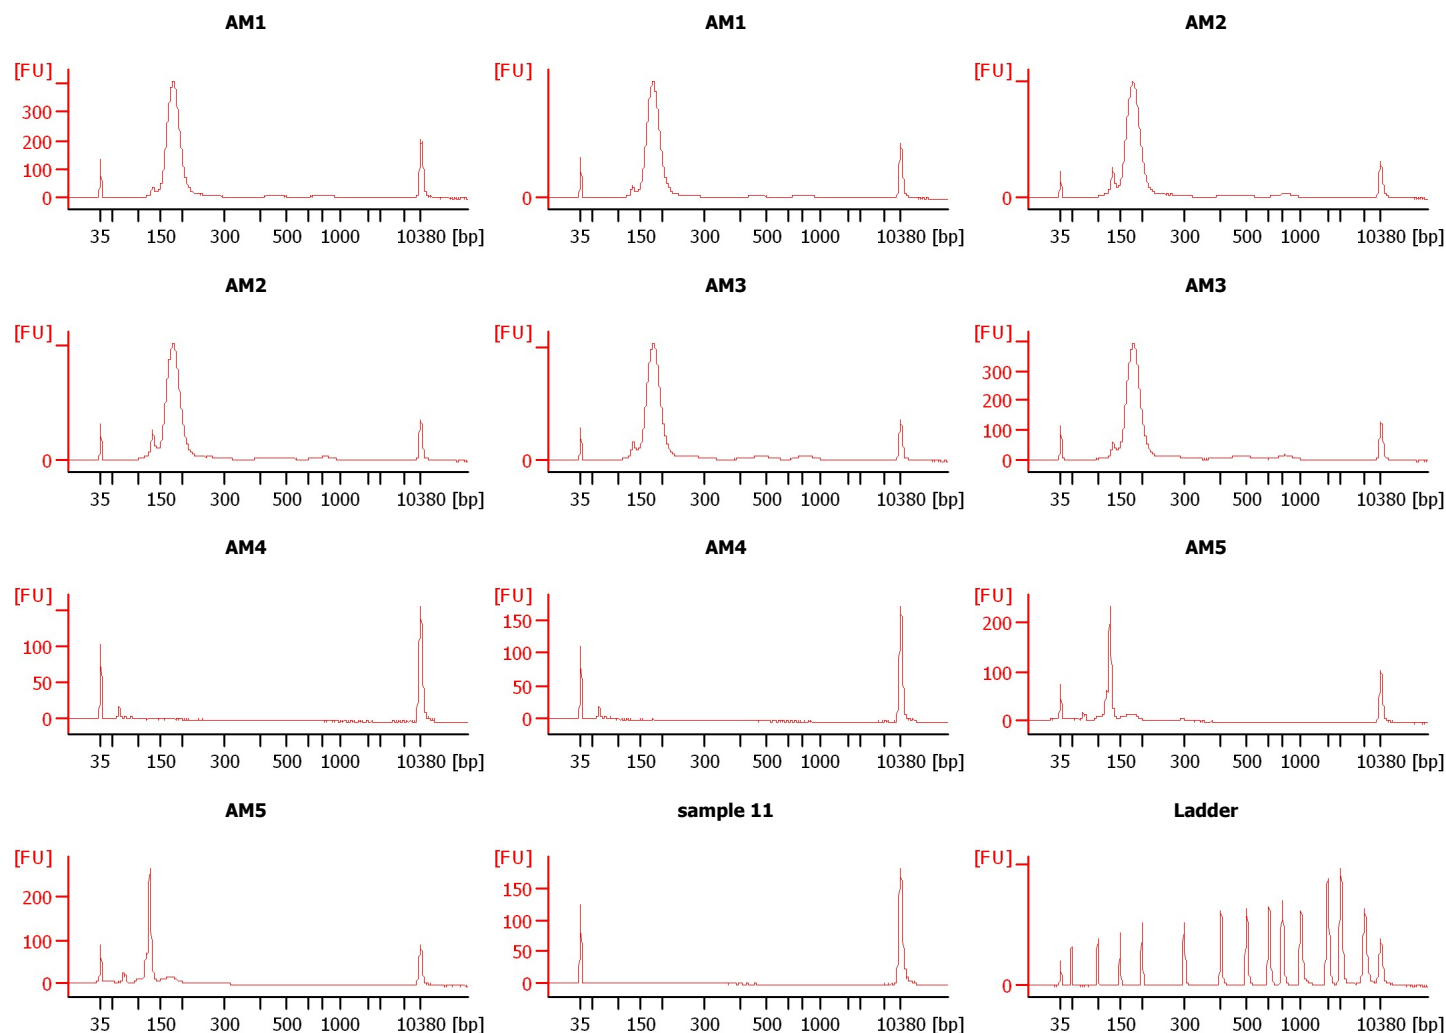 AM1 AM1 AM2
[FU] [FU] [FU]
300
200
100
0 0 0
35 150 300 500 1000 10380 [bp] 35 150 300 500 1000 10380 [bp] 35 150 300 500 1000 10380 [bp]
AM2 AM3 AM3
[FU] [FU] [FU]
300
200
100
0 0 0
35 150 300 500 1000 10380 [bp] 35 150 300 500 1000 10380 [bp] 35 150 300 500 1000 10380 [bp]
AM4 AM4 AM5
[FU] [FU] [FU]
150 200
100 100 100
50 50
0 0 0
35 150 300 500 1000 10380 [bp] 35 150 300 500 1000 10380 [bp] 35 150 300 500 1000 10380 [bp]
AM5 sample 11 Ladder
[FU] [FU] [FU]
200 150
100 100
50
0 0 0
35 150 300 500 1000 10380 [bp] 35 150 300 500 1000 10380 [bp] 35 150 300 500 1000 10380 [bp]